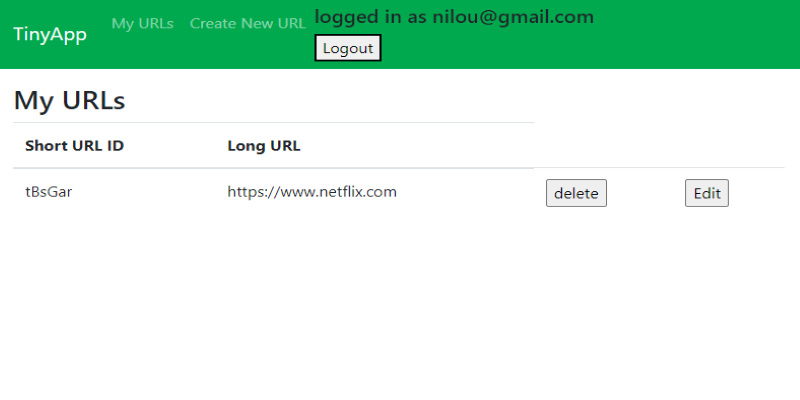 TinyApp My URLs Create New URL logged in as nilou@gmail.com
Logout
My URLs
Short URL ID Long URL
tBsGar https://www.netflix.com delete Edit